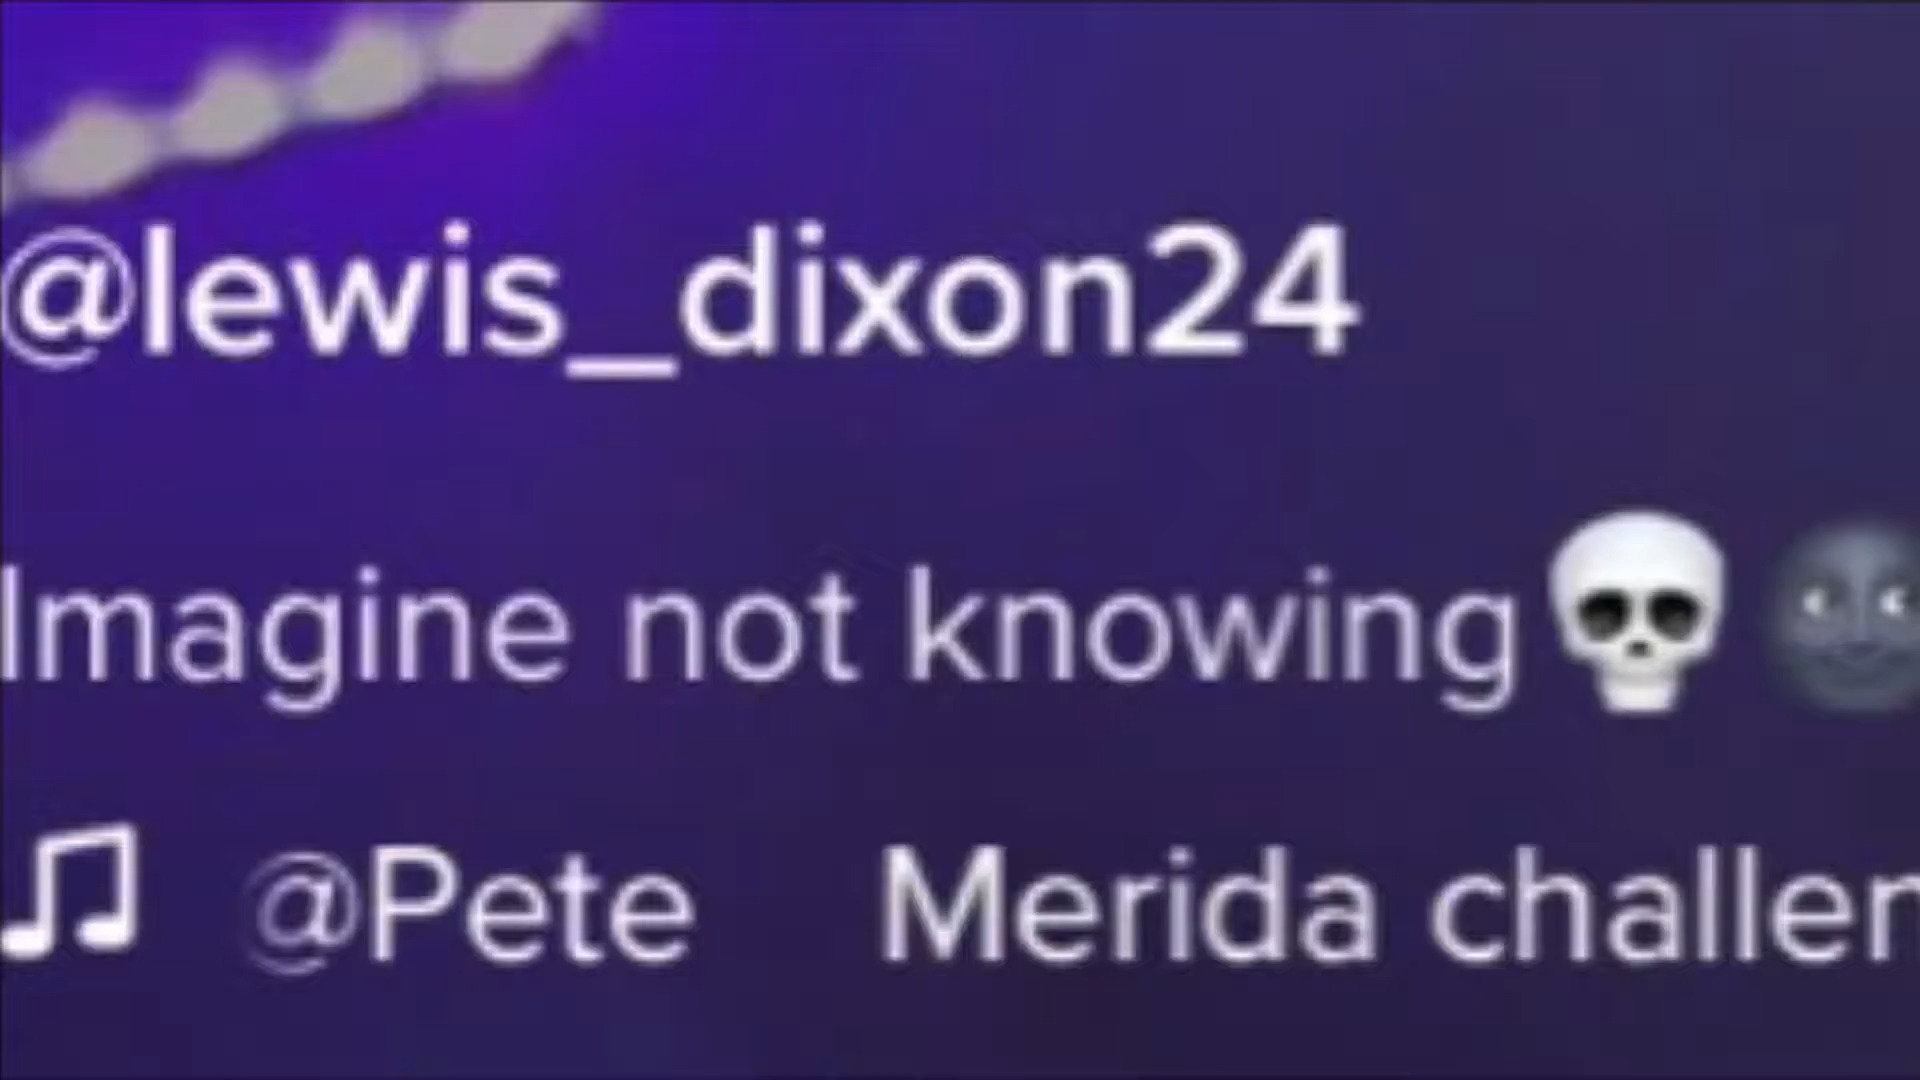 @lewis_dixon24
Imagine not knowing💀🌚
♫ @Pete Merida challen